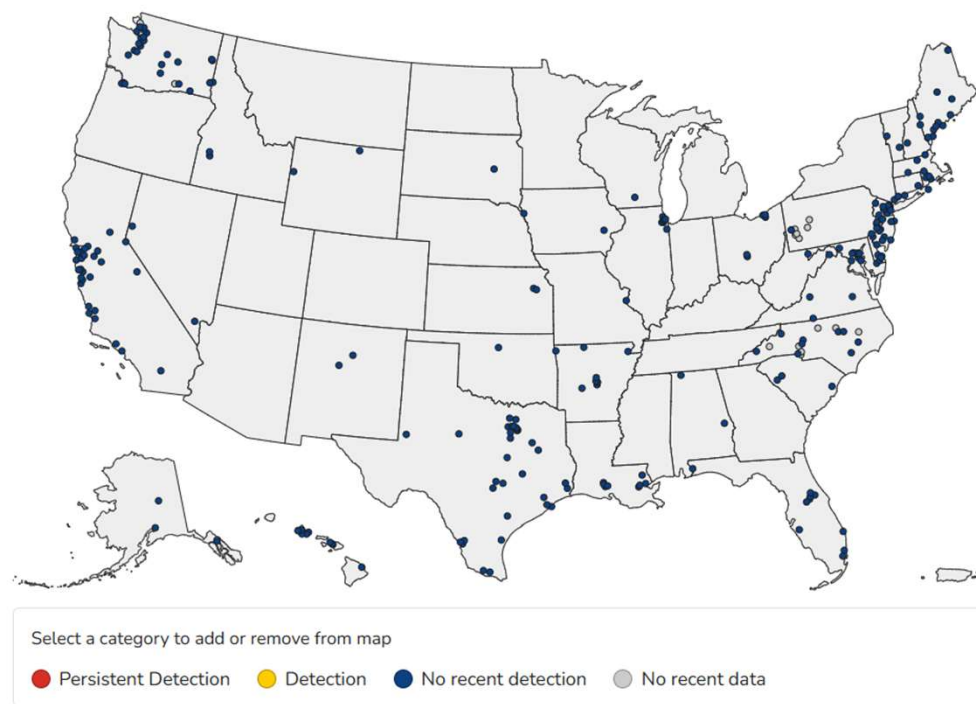 Select a category to add or remove from map
Persistent Detection Detection No recent detection No recent data